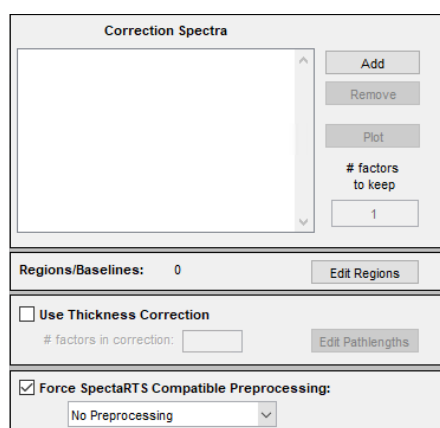 Correction Spectra
Add
Remove
Plot
# factors
to keep
1
Regions/Baselines: 0 Edit Regions
Use Thickness Correction
# factors in correction: Edit Pathlengths
Force SpectaRTS Compatible Preprocessing:
No Preprocessing